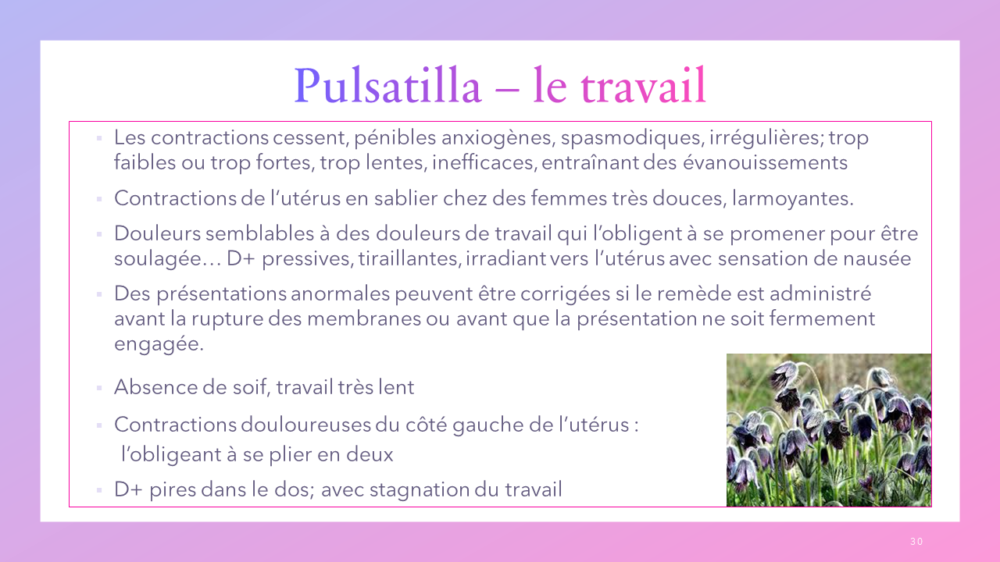 Pulsatilla – le travail
Les contractions cessent, pénibles anxiogènes, spasmodiques, irrégulières; trop
faibles ou trop fortes, trop lentes, inefficaces, entraînant des évanouissements
Contractions de l’utérus en sablier chez des femmes très douces, larmoyantes.
Douleurs semblables à des douleurs de travail qui l’obligent à se promener pour être
soulagée… D+ pressives, tiraillantes, irradiant vers l’utérus avec sensation de nausée
Des présentations anormales peuvent être corrigées si le remède est administré
avant la rupture des membranes ou avant que la présentation ne soit fermement
engagée.
Absence de soif, travail très lent
Contractions douloureuses du côté gauche de l’utérus :
l’obligeant à se plier en deux
D+ pires dans le dos; avec stagnation du travail
30